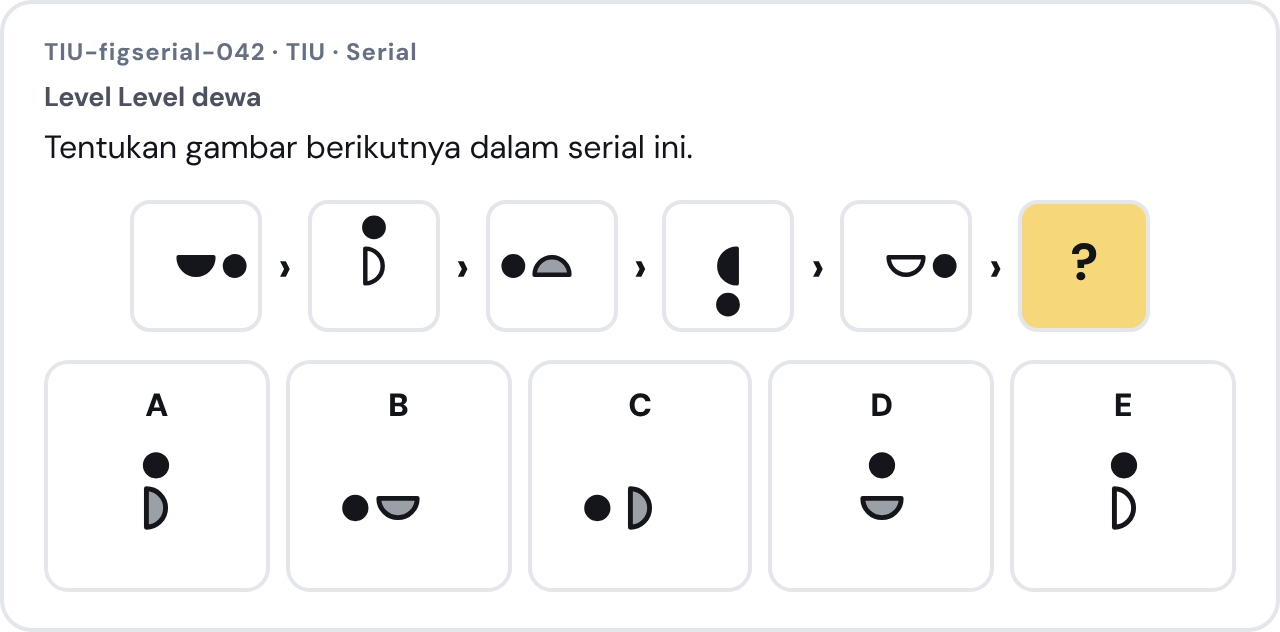 TIU-figserial-042 · TIU · Serial
Level Level dewa
Tentukan gambar berikutnya dalam serial ini.
› › › › › ?
A B C D E